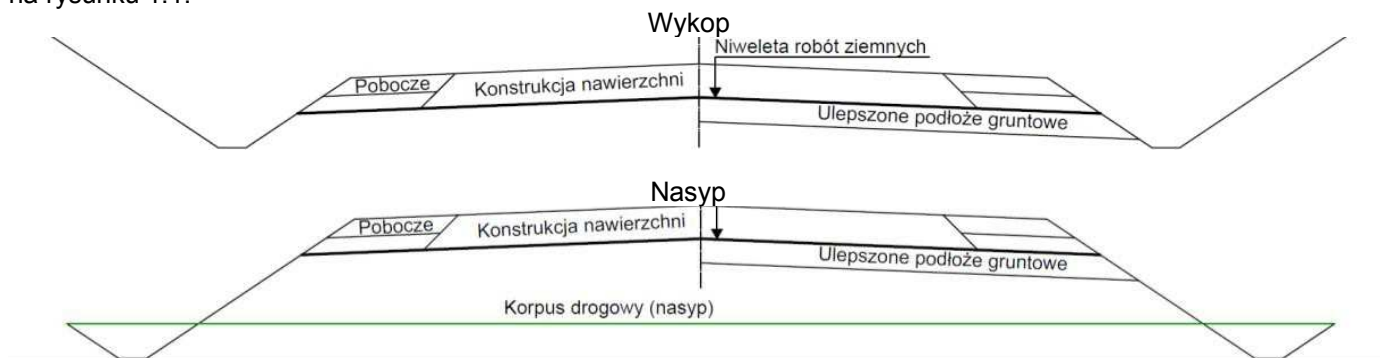 na rysunku 1.1.
Wykop
Niweleta robót ziemnych
Pobocze
Konstrukcja nawierzchni
Ulepszone podłoże gruntowe
Nasyp
Pobocze
Konstrukcja nawierzchni
Ulepszone podłoże gruntowe
Korpus drogowy (nasyp)